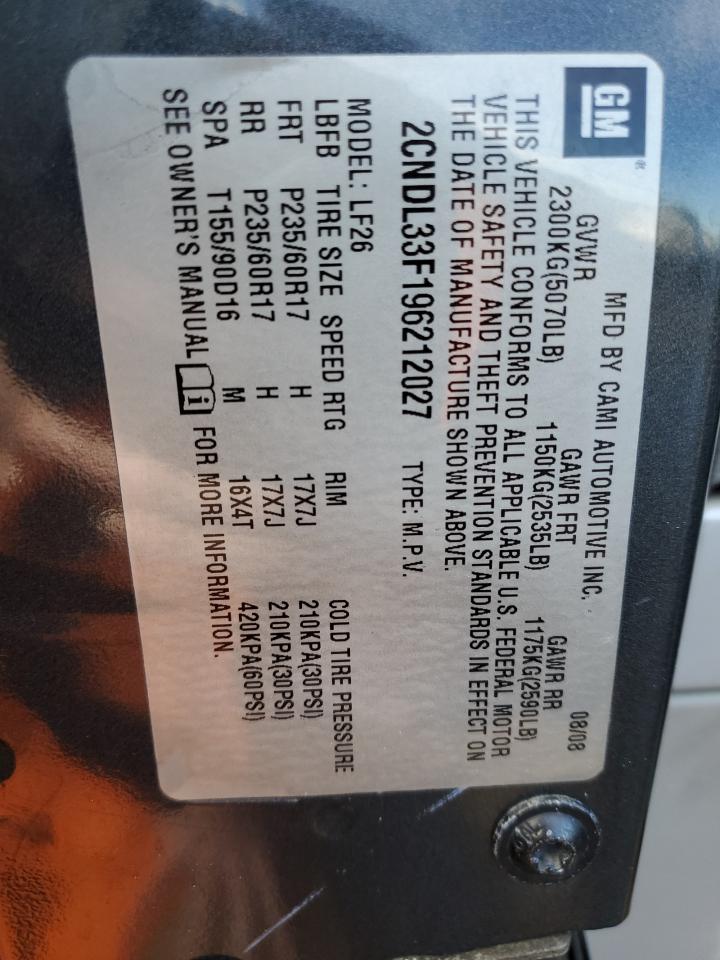 GM®
MFD BY CAMI AUTOMOTIVE INC. 08/08
GVWR GAWR FRT GAWR RR
2300KG(5070LB) 1150KG(2535LB) 1175KG(2590LB)
THIS VEHICLE CONFORMS TO ALL APPLICABLE U.S. FEDERAL MOTOR
VEHICLE SAFETY AND THEFT PREVENTION STANDARDS IN EFFECT ON
THE DATE OF MANUFACTURE SHOWN ABOVE.
2CNDL33F196212027 TYPE: M.P.V.
MODEL: LF26
LBFB TIRE SIZE SPEED RTG RIM COLD TIRE PRESSURE
FRT P235/60R17 H 17X7J 210KPA(30PSI)
RR P235/60R17 H 17X7J 210KPA(30PSI)
SPA T155/90D16 M 16X4T 420KPA(60PSI)
SEE OWNER'S MANUAL i FOR MORE INFORMATION.